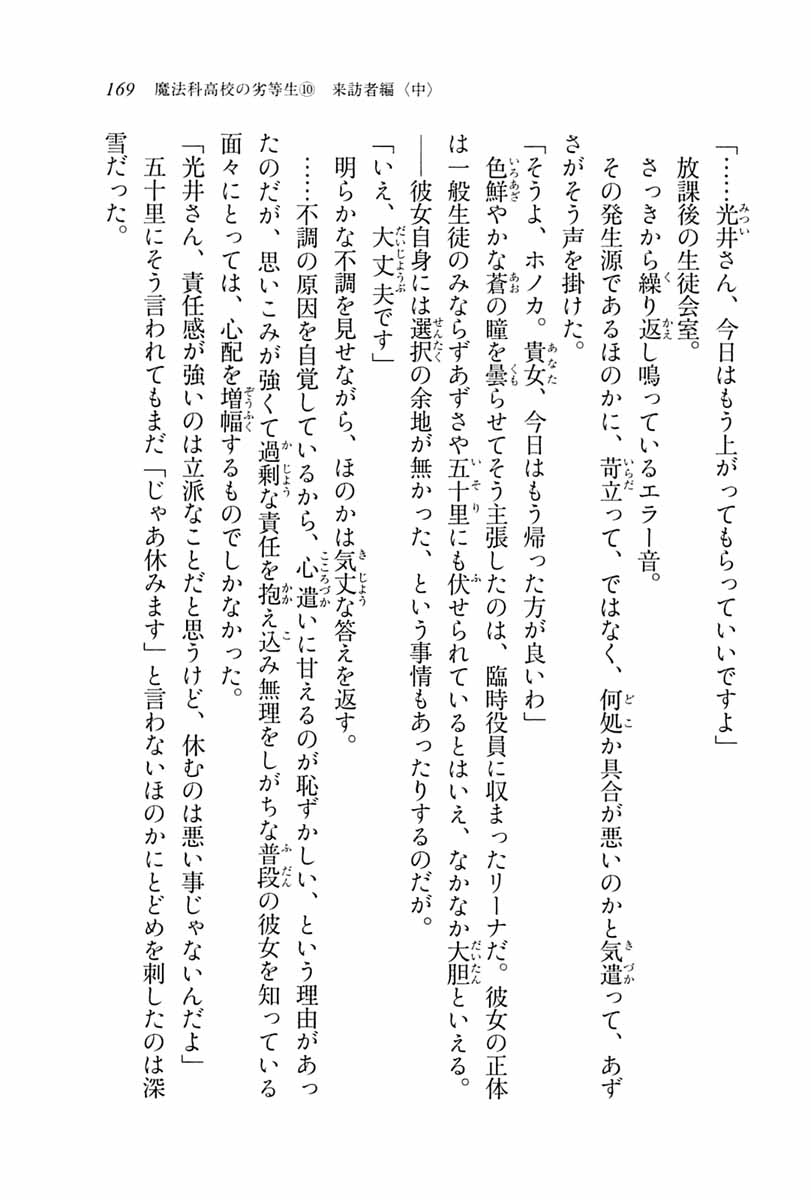 169 魔法科高校の劣等生⑩ 来訪者編〈中〉
「……光井さん、今日はもう上がってもらっていいですよ」
放課後の生徒会室。
さっきから繰り返し鳴っているエラー音。
その発生源であるほのかに、苛立って、ではなく、何処か具合が悪いのかと気遣って、あず
さがそう声を掛けた。
「そうよ、ホノカ。貴女、今日はもう帰った方が良いわ」
色鮮やかな蒼の瞳を曇らせてそう主張したのは、臨時役員に収まったリーナだ。彼女の正体
は一般生徒のみならずあずさや五十里にも伏せられているとはいえ、なかなか大胆といえる。
――彼女自身には選択の余地が無かった、という事情もあったりするのだが。
「いえ、大丈夫です」
明らかな不調を見せながら、ほのかは気丈な答えを返す。
……不調の原因を自覚しているから、心遣いに甘えるのが恥ずかしい、という理由があっ
たのだが、思いこみが強くて過剰な責任を抱え込み無理をしがちな普段の彼女を知っている
面々にとっては、心配を増幅するものでしかなかった。
「光井さん、責任感が強いのは立派なことだと思うけど、休むのは悪い事じゃないんだよ」
五十里にそう言われてもまだ「じゃあ休みます」と言わないほのかにとどめを刺したのは深
雪だった。